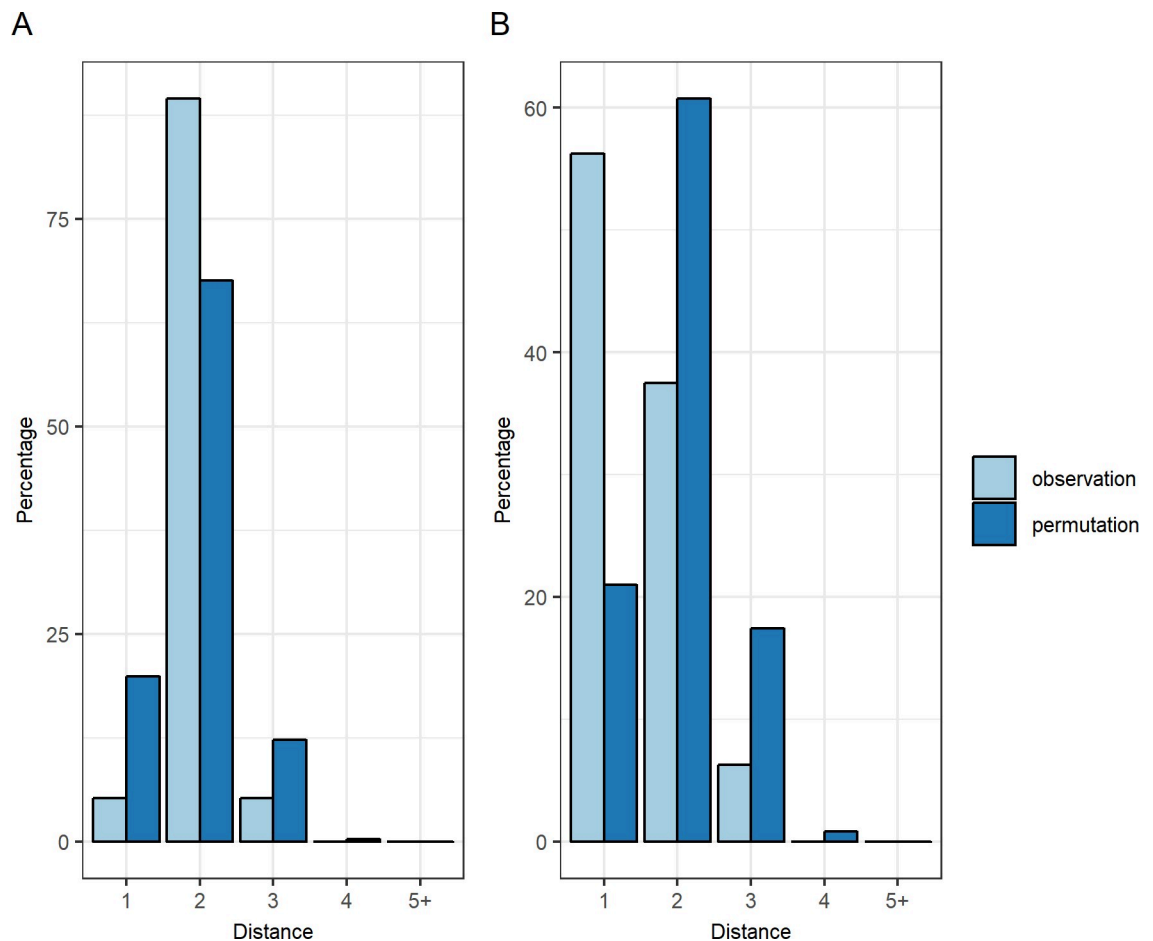 A
Percentage
75
50
25
0
1 2 3 4 5+
Distance
B
Percentage
60
40
20
0
1 2 3 4 5+
Distance
observation
permutation